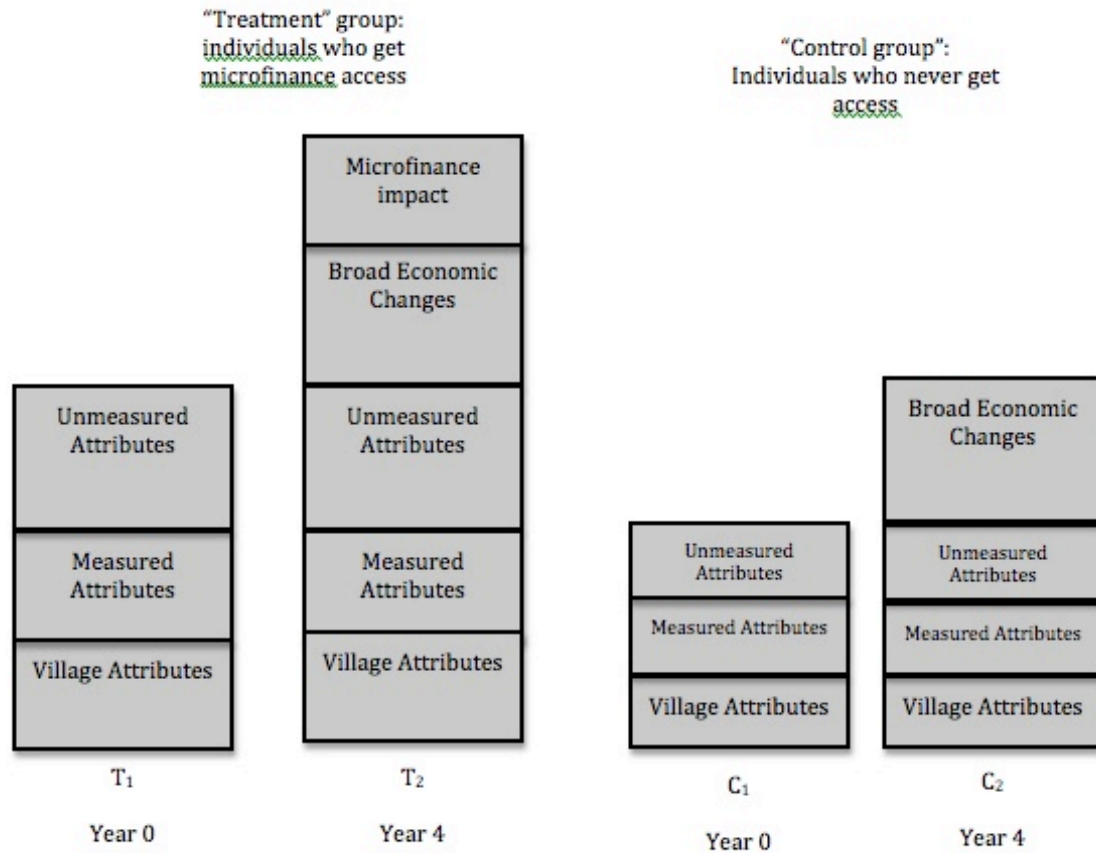 “Treatment” group:
individuals who get
microfinance access
“Control group”:
Individuals who never get
access
Microfinance
impact
Broad Economic
Changes
Unmeasured
Attributes
Measured
Attributes
Village Attributes
Unmeasured
Attributes
Measured
Attributes
Village Attributes
Unmeasured
Attributes
Measured Attributes
Village Attributes
Broad Economic
Changes
Unmeasured
Attributes
Measured Attributes
Village Attributes
T₁
T₂
C₁
C₂
Year 0
Year 4
Year 0
Year 4